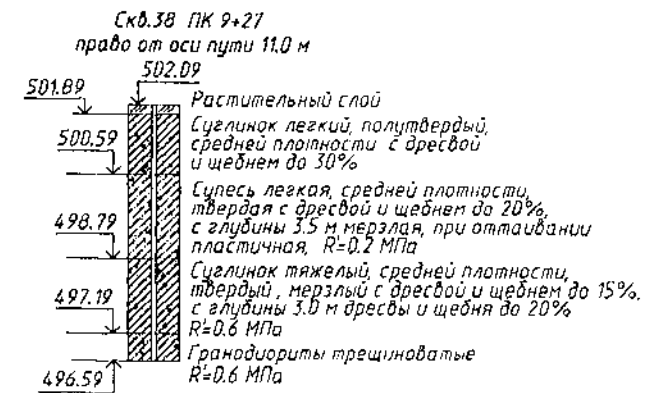 Скв.38 ПК 9+27
право от оси пути 11.0 м
502.09
501.89
Растительный слой
Суглинок легкий, полутвердый,
средней плотности с дресвой
и щебнем до 30%
500.59
Супесь легкая, средней плотности,
твердая с дресвой и щебнем до 20%,
с глубины 3.5 м мерзлая, при оттаивании
пластичная, R'=0.2 МПа
498.79
Суглинок тяжелый, средней плотности,
твердый, мерзлый с дресвой и щебнем до 15%,
с глубины 3.0 м дресвы и щебня до 20%
R'=0.6 МПа
497.19
Гранодиориты трещиноватые
R'=0.6 МПа
496.59